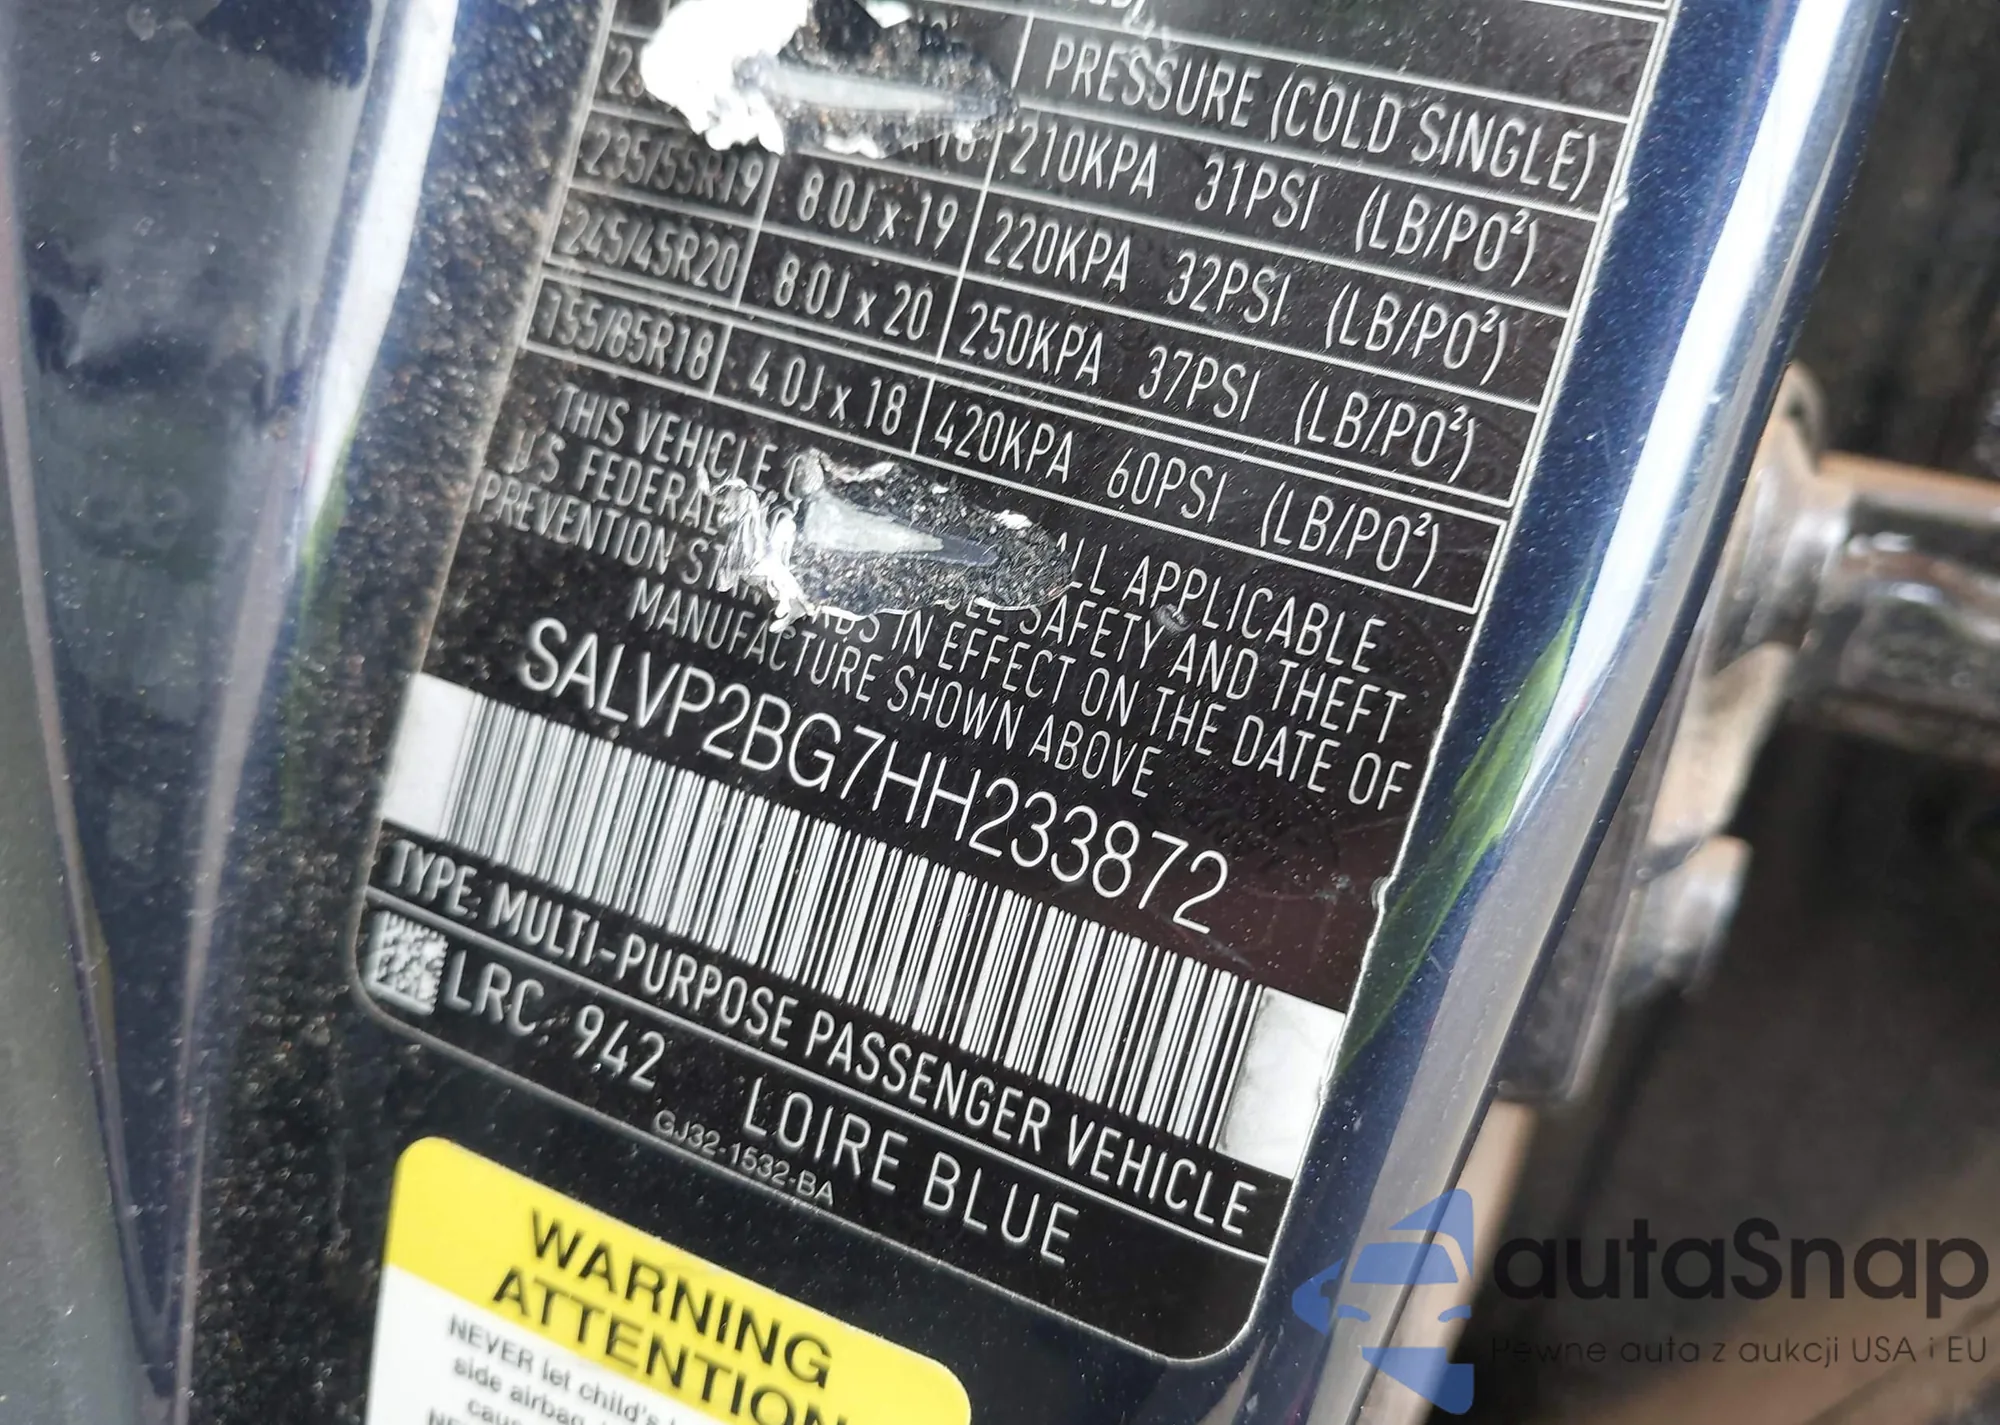 PRESSURE (COLD SINGLE)
210KPA 31PSI (LB/PO²)
235/55R19 8.0J x 19 220KPA 32PSI (LB/PO²)
245/45R20 8.0J x 20 250KPA 37PSI (LB/PO²)
155/85R18 4.0J x 18 420KPA 60PSI (LB/PO²)
THIS VEHICLE ALL APPLICABLE
U.S FEDERAL SAFETY AND THEFT
PREVENTION IN EFFECT ON THE DATE OF
MANUFACTURE SHOWN ABOVE
SALVP2BG7HH233872
TYPE: MULTI-PURPOSE PASSENGER VEHICLE
LRC. 942 LOIRE BLUE
GJ32-1532-BA
WARNING
ATTENTION
NEVER let child's
side airbag
autaSnap
Pewne auta z aukcji USA i EU